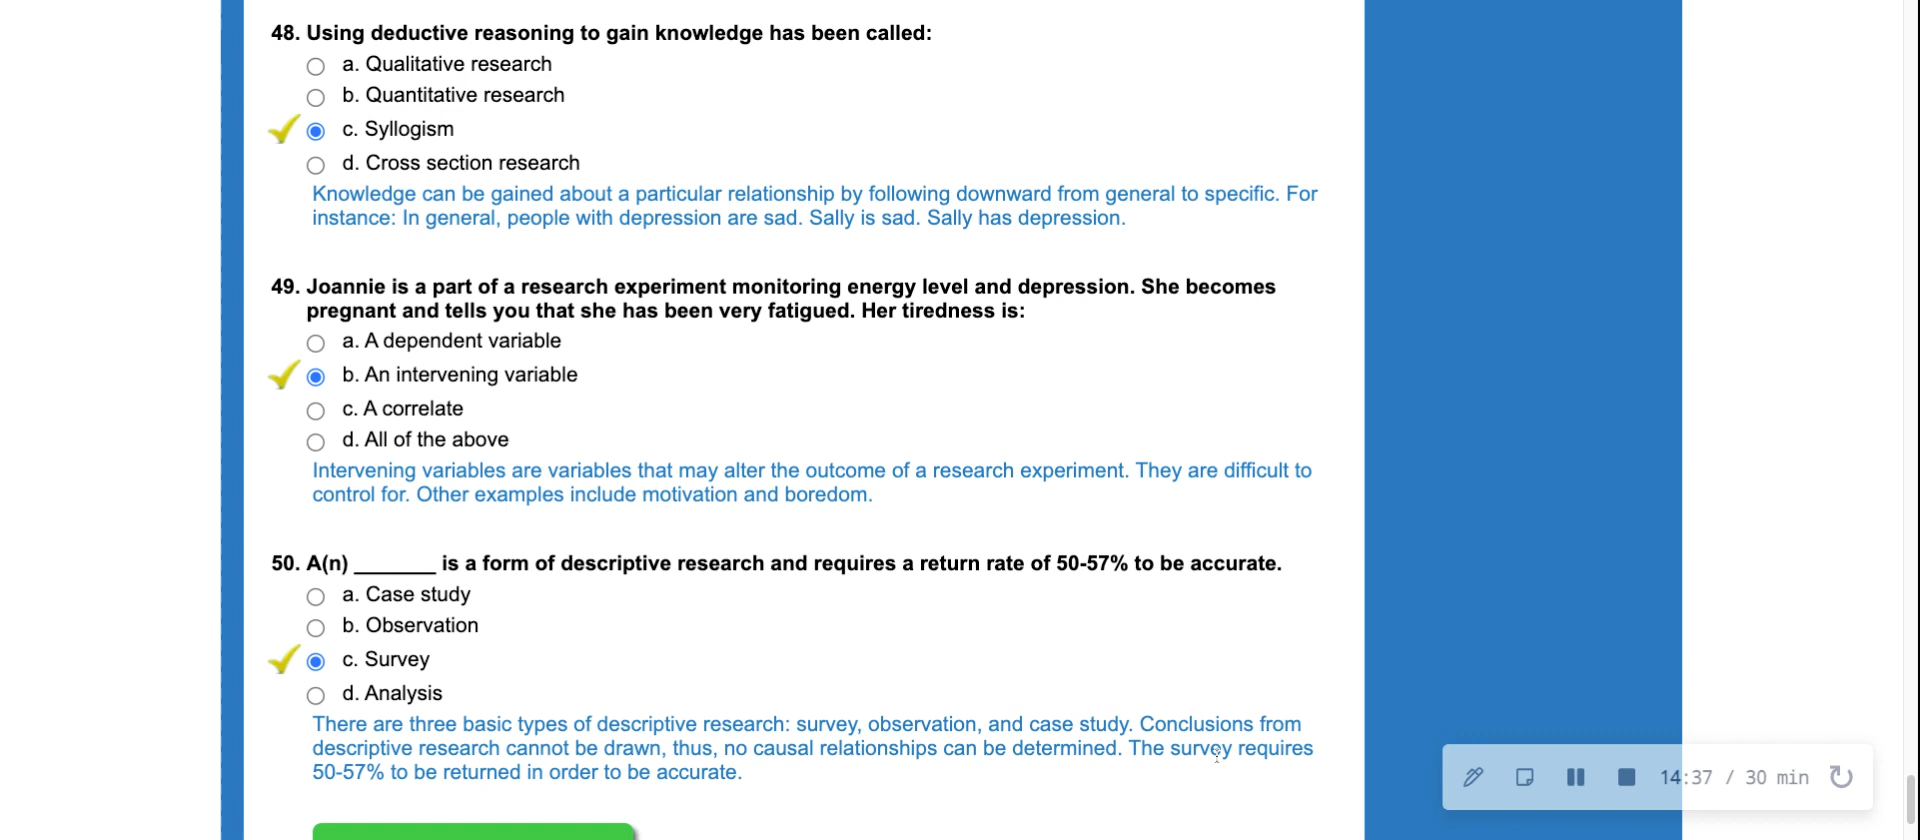 48. Using deductive reasoning to gain knowledge has been called:
a. Qualitative research
b. Quantitative research
c. Syllogism
d. Cross section research
Knowledge can be gained about a particular relationship by following downward from general to specific. For
instance: In general, people with depression are sad. Sally is sad. Sally has depression.
49. Joannie is a part of a research experiment monitoring energy level and depression. She becomes
pregnant and tells you that she has been very fatigued. Her tiredness is:
a. A dependent variable
b. An intervening variable
c. A correlate
d. All of the above
Intervening variables are variables that may alter the outcome of a research experiment. They are difficult to
control for. Other examples include motivation and boredom.
50. A(n) _______ is a form of descriptive research and requires a return rate of 50-57% to be accurate.
a. Case study
b. Observation
c. Survey
d. Analysis
There are three basic types of descriptive research: survey, observation, and case study. Conclusions from
descriptive research cannot be drawn, thus, no causal relationships can be determined. The survey requires
50-57% to be returned in order to be accurate.
14:37 / 30 min